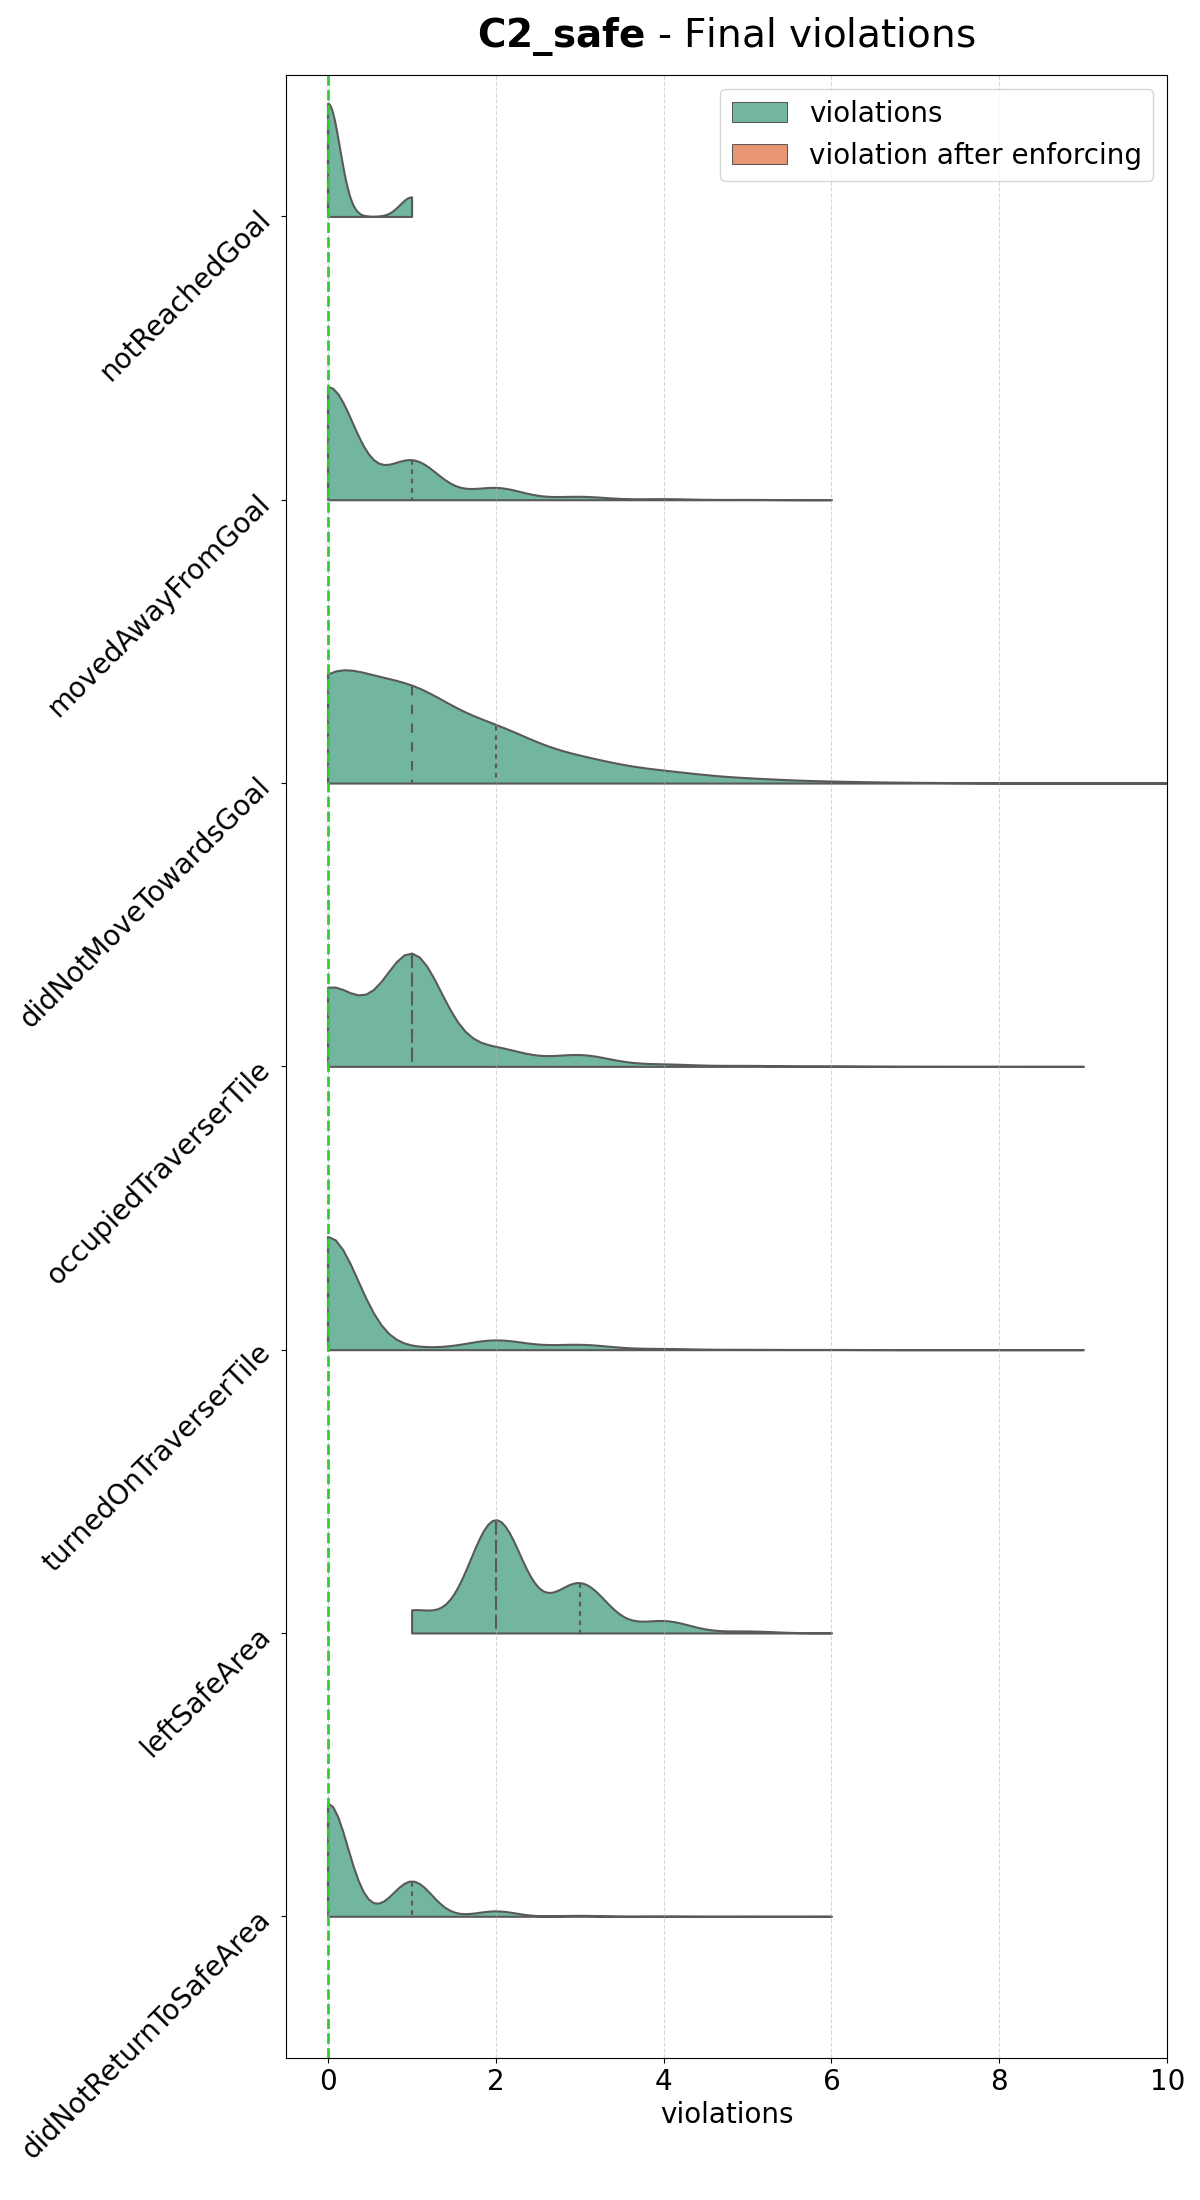 C2_safe - Final violations
violations
violation after enforcing
notReachedGoal
movedAwayFromGoal
didNotMoveTowardsGoal
occupiedTraverserTile
turnedOnTraverserTile
leftSafeArea
didNotReturnToSafeArea
0 2 4 6 8 10
violations